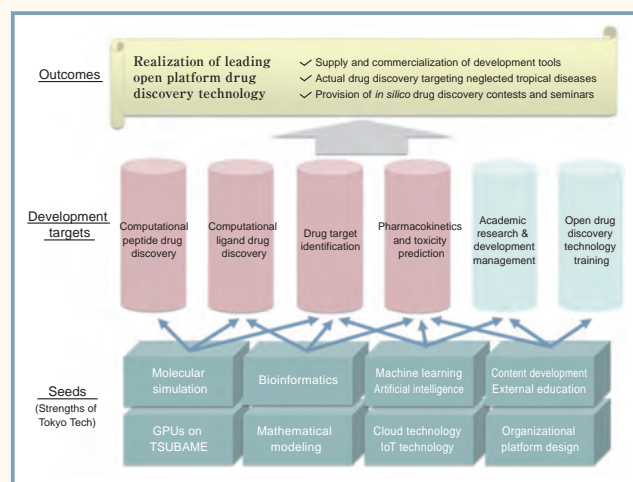 Outcomes
Realization of leading
open platform drug
discovery technology
✓ Supply and commercialization of development tools
✓ Actual drug discovery targeting neglected tropical diseases
✓ Provision of in silico drug discovery contests and seminars
Development
targets
Computational
peptide drug
discovery
Computational
ligand drug
discovery
Drug target
identification
Pharmacokinetics
and toxicity
prediction
Academic
research &
development
management
Open drug
discovery
technology
training
Seeds
(Strengths of
Tokyo Tech)
Molecular
simulation
Bioinformatics
Machine learning
Artificial intelligence
Content development
External education
GPUs on
TSUBAME
Mathematical
modeling
Cloud technology
IoT technology
Organizational
platform design